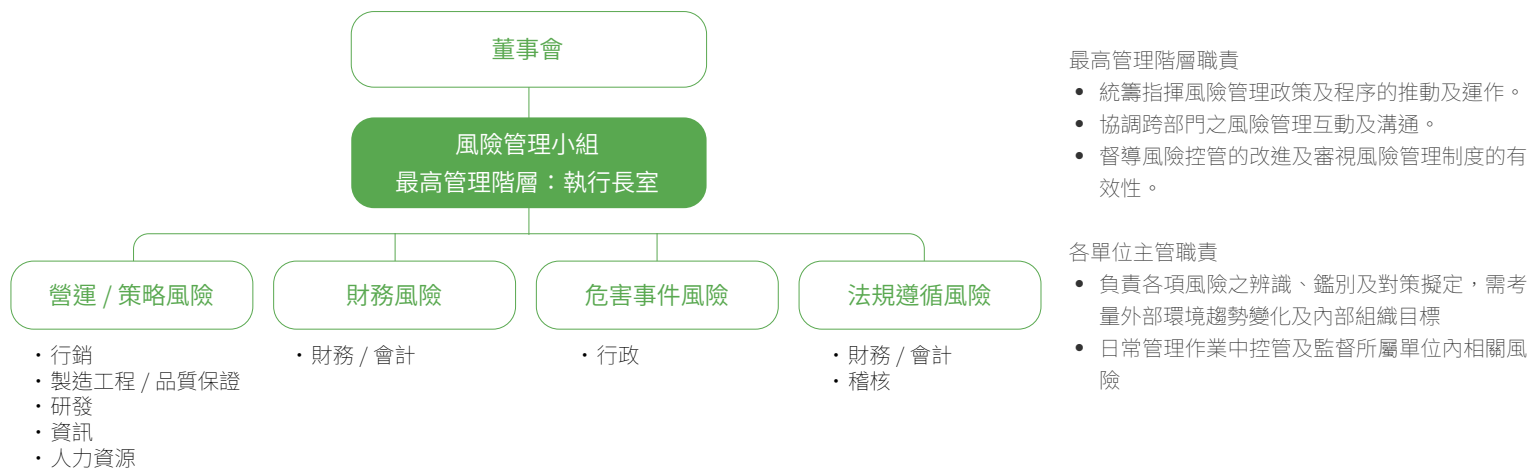 董事會
風險管理小組
最高管理階層：執行長室
營運 / 策略風險
・行銷
・製造工程 / 品質保證
・研發
・資訊
・人力資源
財務風險
・財務 / 會計
危害事件風險
・行政
法規遵循風險
・財務 / 會計
・稽核
最高管理階層職責
• 統籌指揮風險管理政策及程序的推動及運作。
• 協調跨部門之風險管理互動及溝通。
• 督導風險控管的改進及審視風險管理制度的有
效性。
各單位主管職責
• 負責各項風險之辨識、鑑別及對策擬定，需考
量外部環境趨勢變化及內部組織目標
• 日常管理作業中控管及監督所屬單位內相關風
險